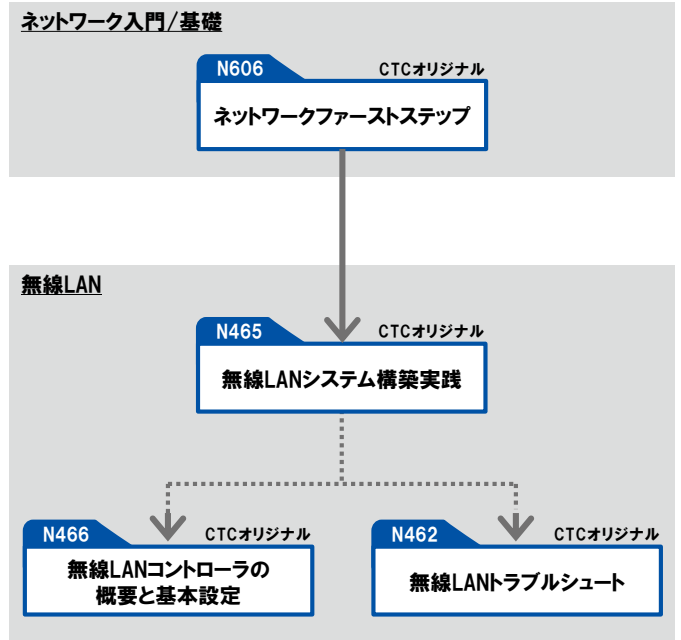 ネットワーク入門/基礎
N606
CTCオリジナル
ネットワークファーストステップ
無線LAN
N465
CTCオリジナル
無線LANシステム構築実践
N466
CTCオリジナル
無線LANコントローラの
概要と基本設定
N462
CTCオリジナル
無線LANトラブルシュート